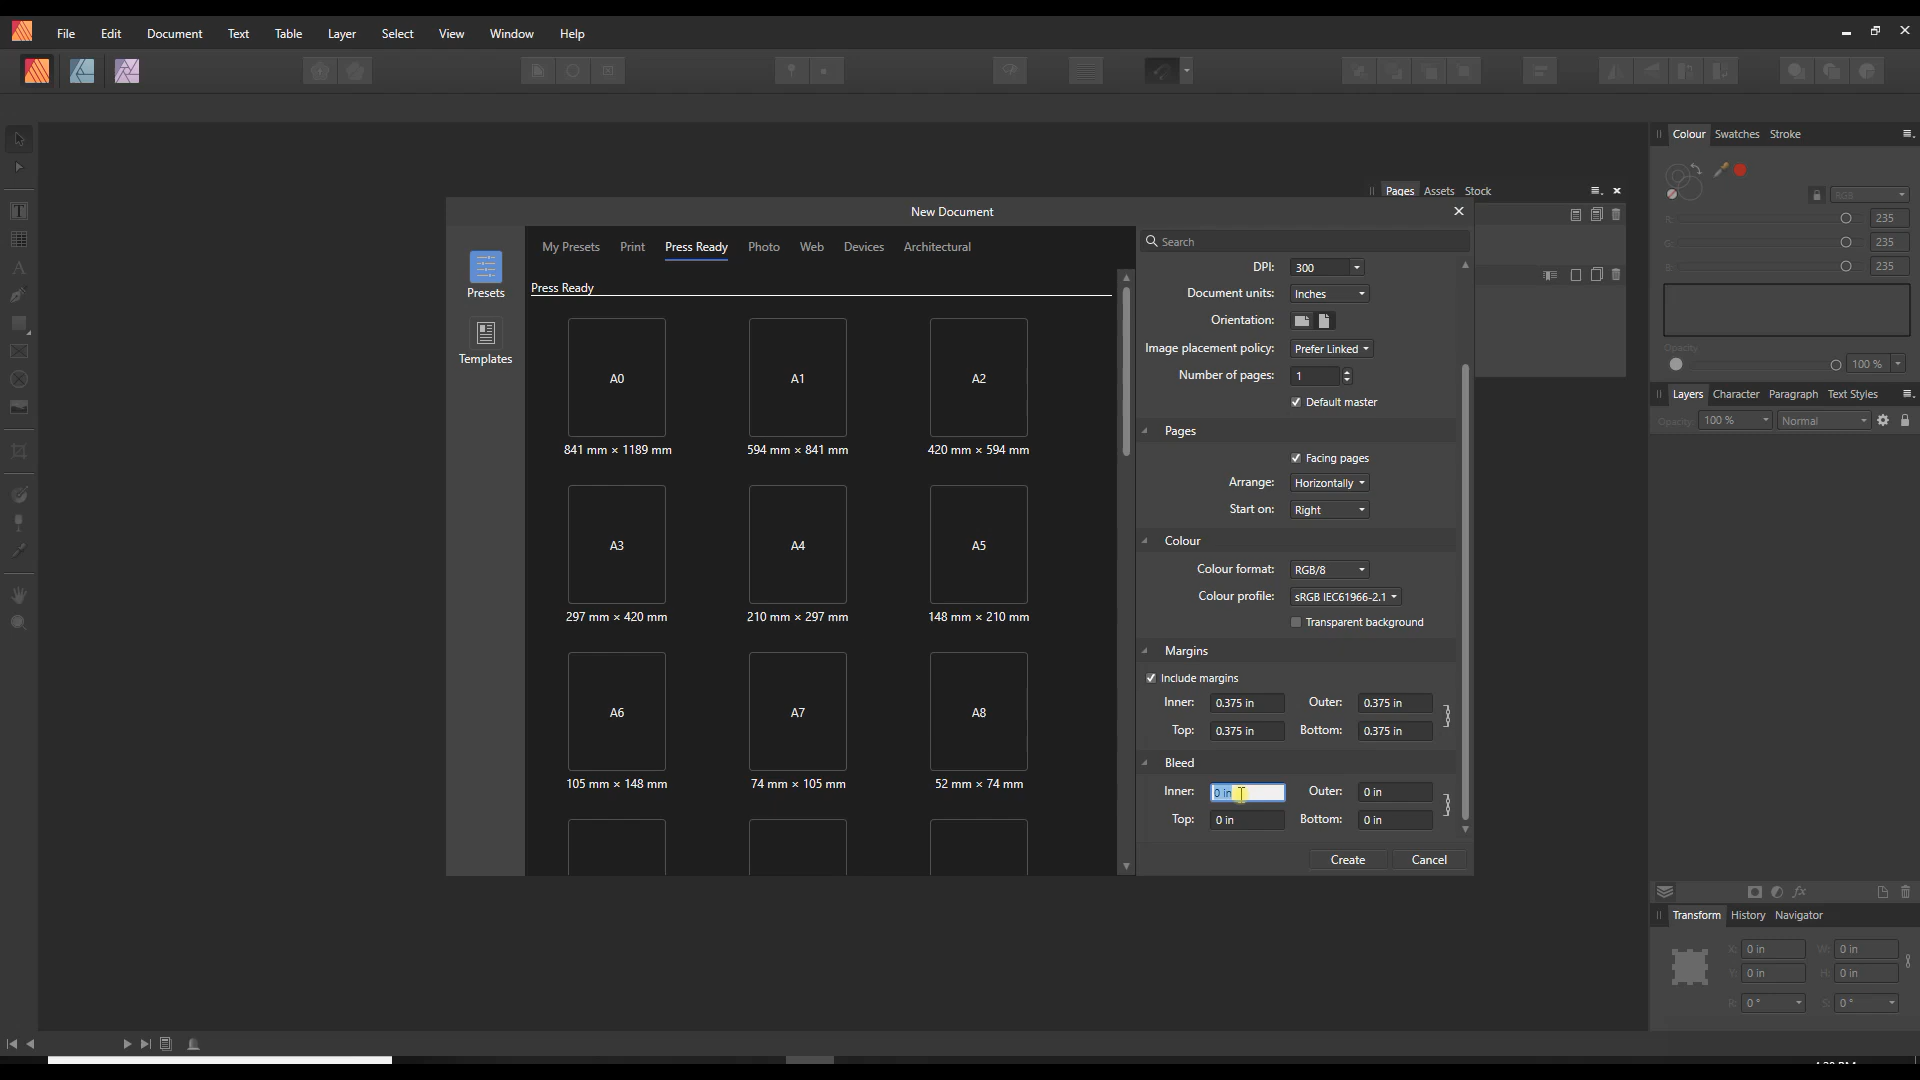 File Edit Document Text Table Layer Select View Window Help
Colour Swatches Stroke
Pages Assets Stock
RGB
R: 235
G: 235
B: 235
Opacity
100 %
New Document
Presets
Templates
My Presets Print Press Ready Photo Web Devices Architectural
Press Ready
A0
841 mm × 1189 mm
A1
594 mm × 841 mm
A2
420 mm × 594 mm
A3
297 mm × 420 mm
A4
210 mm × 297 mm
A5
148 mm × 210 mm
A6
105 mm × 148 mm
A7
74 mm × 105 mm
A8
52 mm × 74 mm
Search
DPI: 300
Document units: Inches
Orientation:
Image placement policy: Prefer Linked
Number of pages: 1
Default master
Pages
Facing pages
Arrange: Horizontally
Start on: Right
Colour
Colour format: RGB/8
Colour profile: sRGB IEC61966-2.1
Transparent background
Margins
Include margins
Inner: 0.375 in Outer: 0.375 in
Top: 0.375 in Bottom: 0.375 in
Bleed
Inner: 0 in Outer: 0 in
Top: 0 in Bottom: 0 in
Create Cancel
Layers Character Paragraph Text Styles
Opacity: 100 % Normal
fx
Transform History Navigator
X: 0 in W: 0 in
Y: 0 in H: 0 in
R: 0 ° S: 0 °